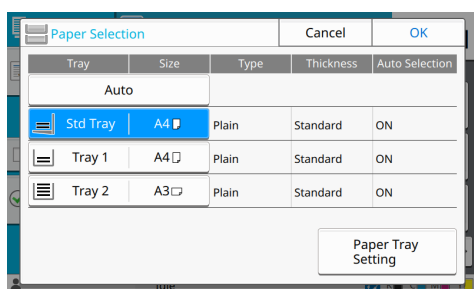 Paper Selection
Cancel
OK
Tray Size Type Thickness Auto Selection
Auto
Std Tray A4 Plain Standard ON
Tray 1 A4 Plain Standard ON
Tray 2 A3 Plain Standard ON
Paper Tray
Setting